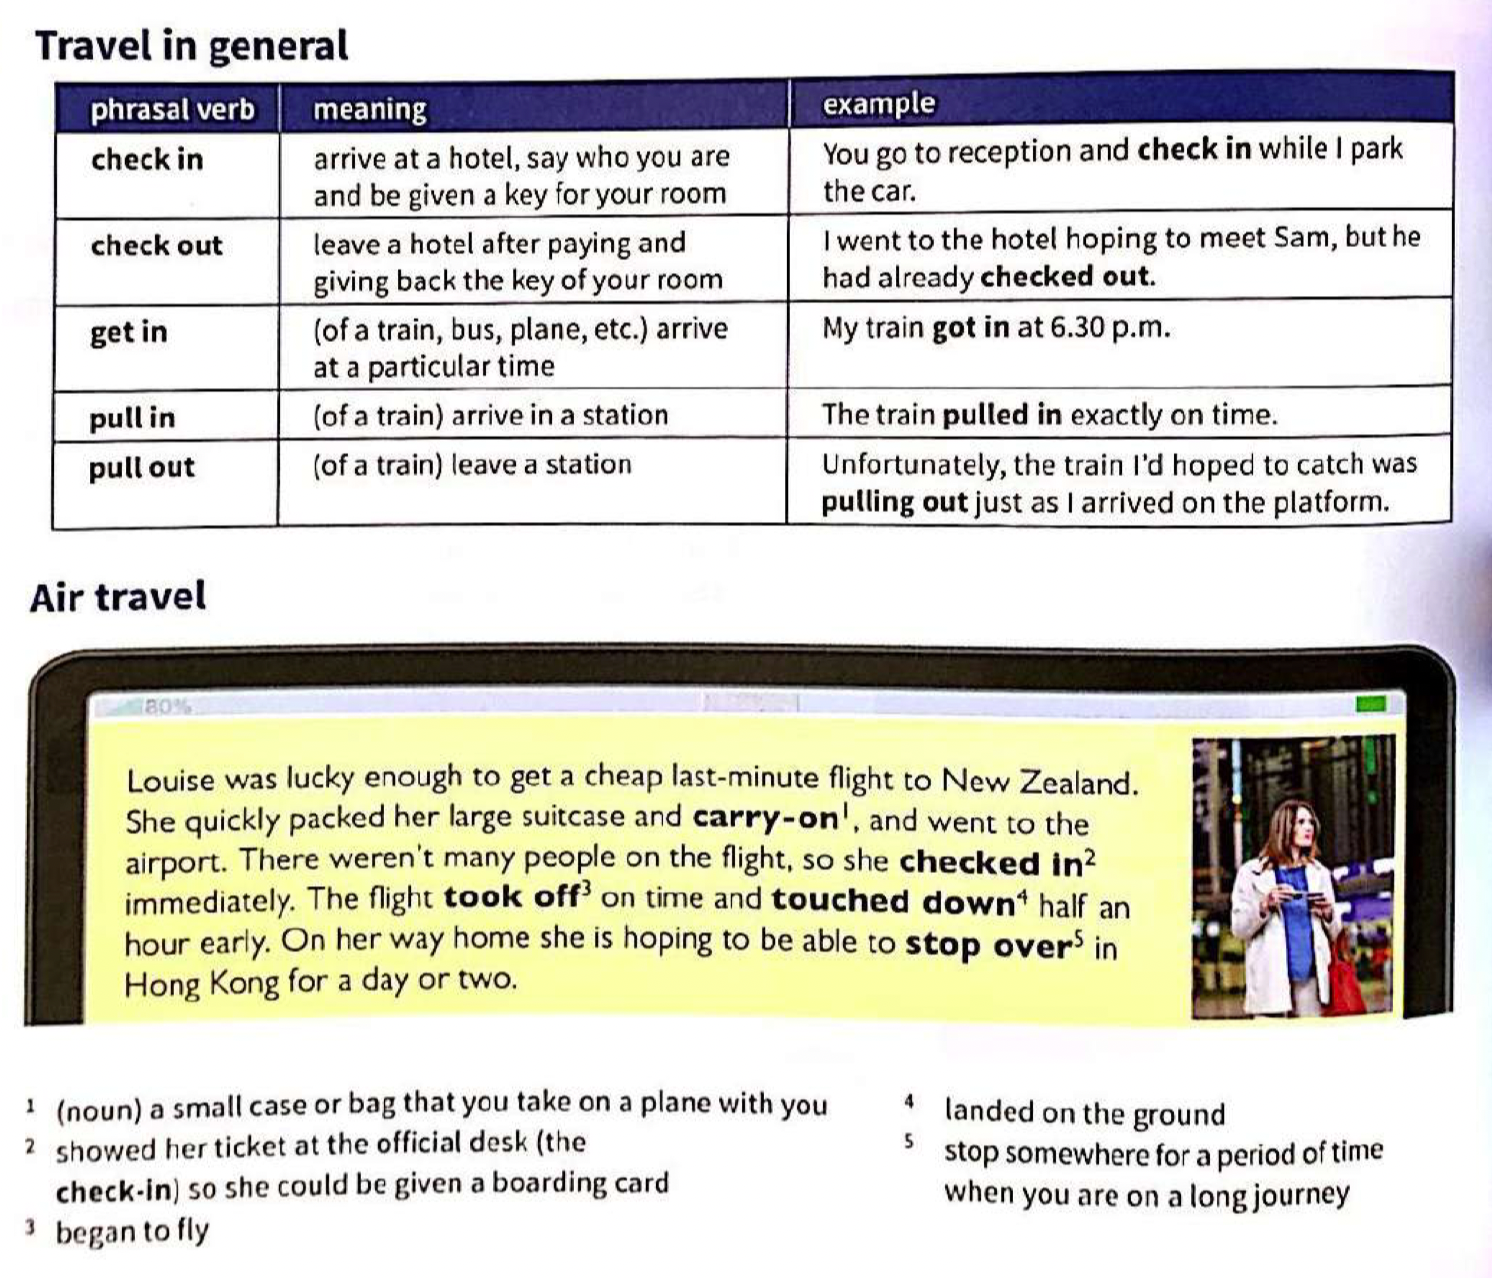 Travel in general
phrasal verb meaning example
check in arrive at a hotel, say who you are and be given a key for your room You go to reception and check in while I park the car.
check out leave a hotel after paying and giving back the key of your room I went to the hotel hoping to meet Sam, but he had already checked out.
get in (of a train, bus, plane, etc.) arrive at a particular time My train got in at 6.30 p.m.
pull in (of a train) arrive in a station The train pulled in exactly on time.
pull out (of a train) leave a station Unfortunately, the train I'd hoped to catch was pulling out just as I arrived on the platform.
Air travel
80%
Louise was lucky enough to get a cheap last-minute flight to New Zealand.
She quickly packed her large suitcase and carry-on¹, and went to the
airport. There weren't many people on the flight, so she checked in²
immediately. The flight took off³ on time and touched down⁴ half an
hour early. On her way home she is hoping to be able to stop over⁵ in
Hong Kong for a day or two.
¹ (noun) a small case or bag that you take on a plane with you
² showed her ticket at the official desk (the
check-in) so she could be given a boarding card
³ began to fly
⁴ landed on the ground
⁵ stop somewhere for a period of time
when you are on a long journey